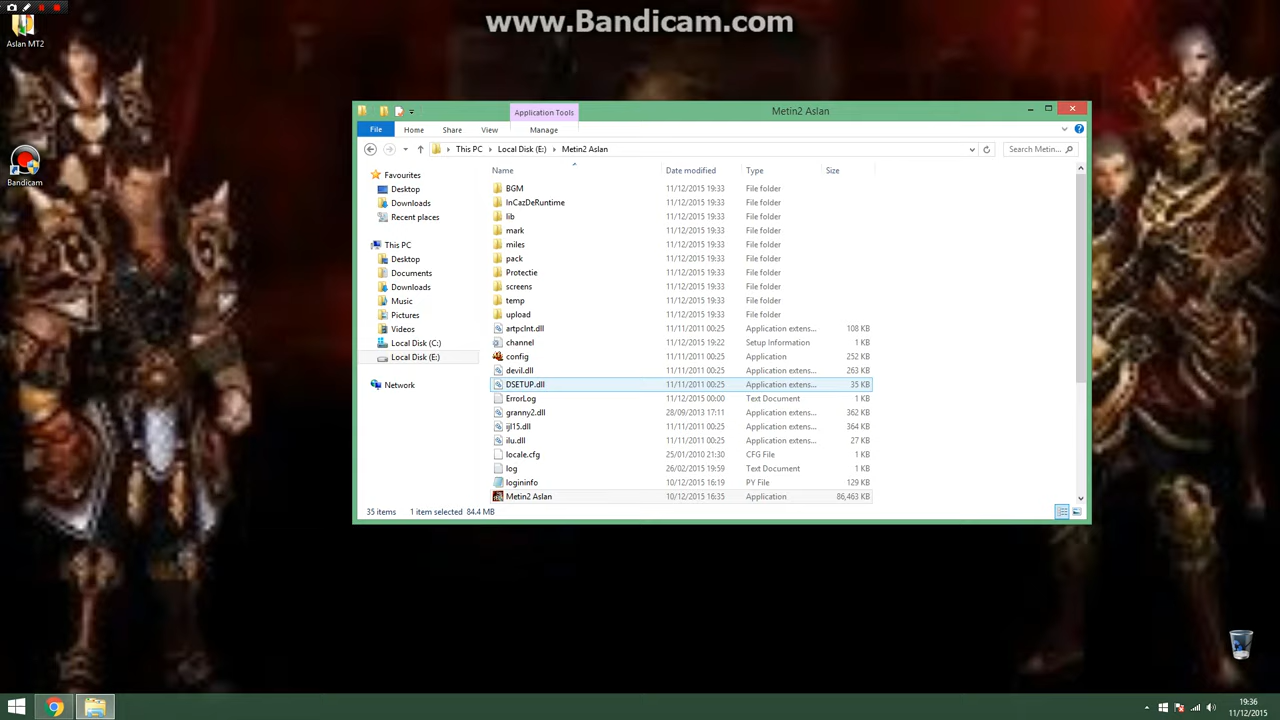 www.Bandicam.com
Aslan MT2
Bandicam
Application Tools
Metin2 Aslan
File Home Share View Manage
This PC Local Disk (E:) Metin2 Aslan
Search Metin...
Name Date modified Type Size
Favourites
Desktop
Downloads
Recent places
This PC
Desktop
Documents
Downloads
Music
Pictures
Videos
Local Disk (C:)
Local Disk (E:)
Network
BGM 11/12/2015 19:33 File folder
InCazDeRuntime 11/12/2015 19:33 File folder
lib 11/12/2015 19:33 File folder
mark 11/12/2015 19:33 File folder
miles 11/12/2015 19:33 File folder
pack 11/12/2015 19:33 File folder
Protectie 11/12/2015 19:33 File folder
screens 11/12/2015 19:33 File folder
temp 11/12/2015 19:33 File folder
upload 11/12/2015 19:33 File folder
artpclnt.dll 11/11/2011 00:25 Application extens... 108 KB
channel 11/12/2015 19:22 Setup Information 1 KB
config 11/11/2011 00:25 Application 252 KB
devil.dll 11/11/2011 00:25 Application extens... 263 KB
DSETUP.dll 11/11/2011 00:25 Application extens... 35 KB
ErrorLog 11/12/2015 00:00 Text Document 1 KB
granny2.dll 28/09/2013 17:11 Application extens... 362 KB
ijl15.dll 11/11/2011 00:25 Application extens... 364 KB
ilu.dll 11/11/2011 00:25 Application extens... 27 KB
locale.cfg 25/01/2010 21:30 CFG File 1 KB
log 26/02/2015 19:59 Text Document 1 KB
logininfo 10/12/2015 16:19 PY File 129 KB
Metin2 Aslan 10/12/2015 16:35 Application 86,463 KB
35 items 1 item selected 84.4 MB
19:36
11/12/2015